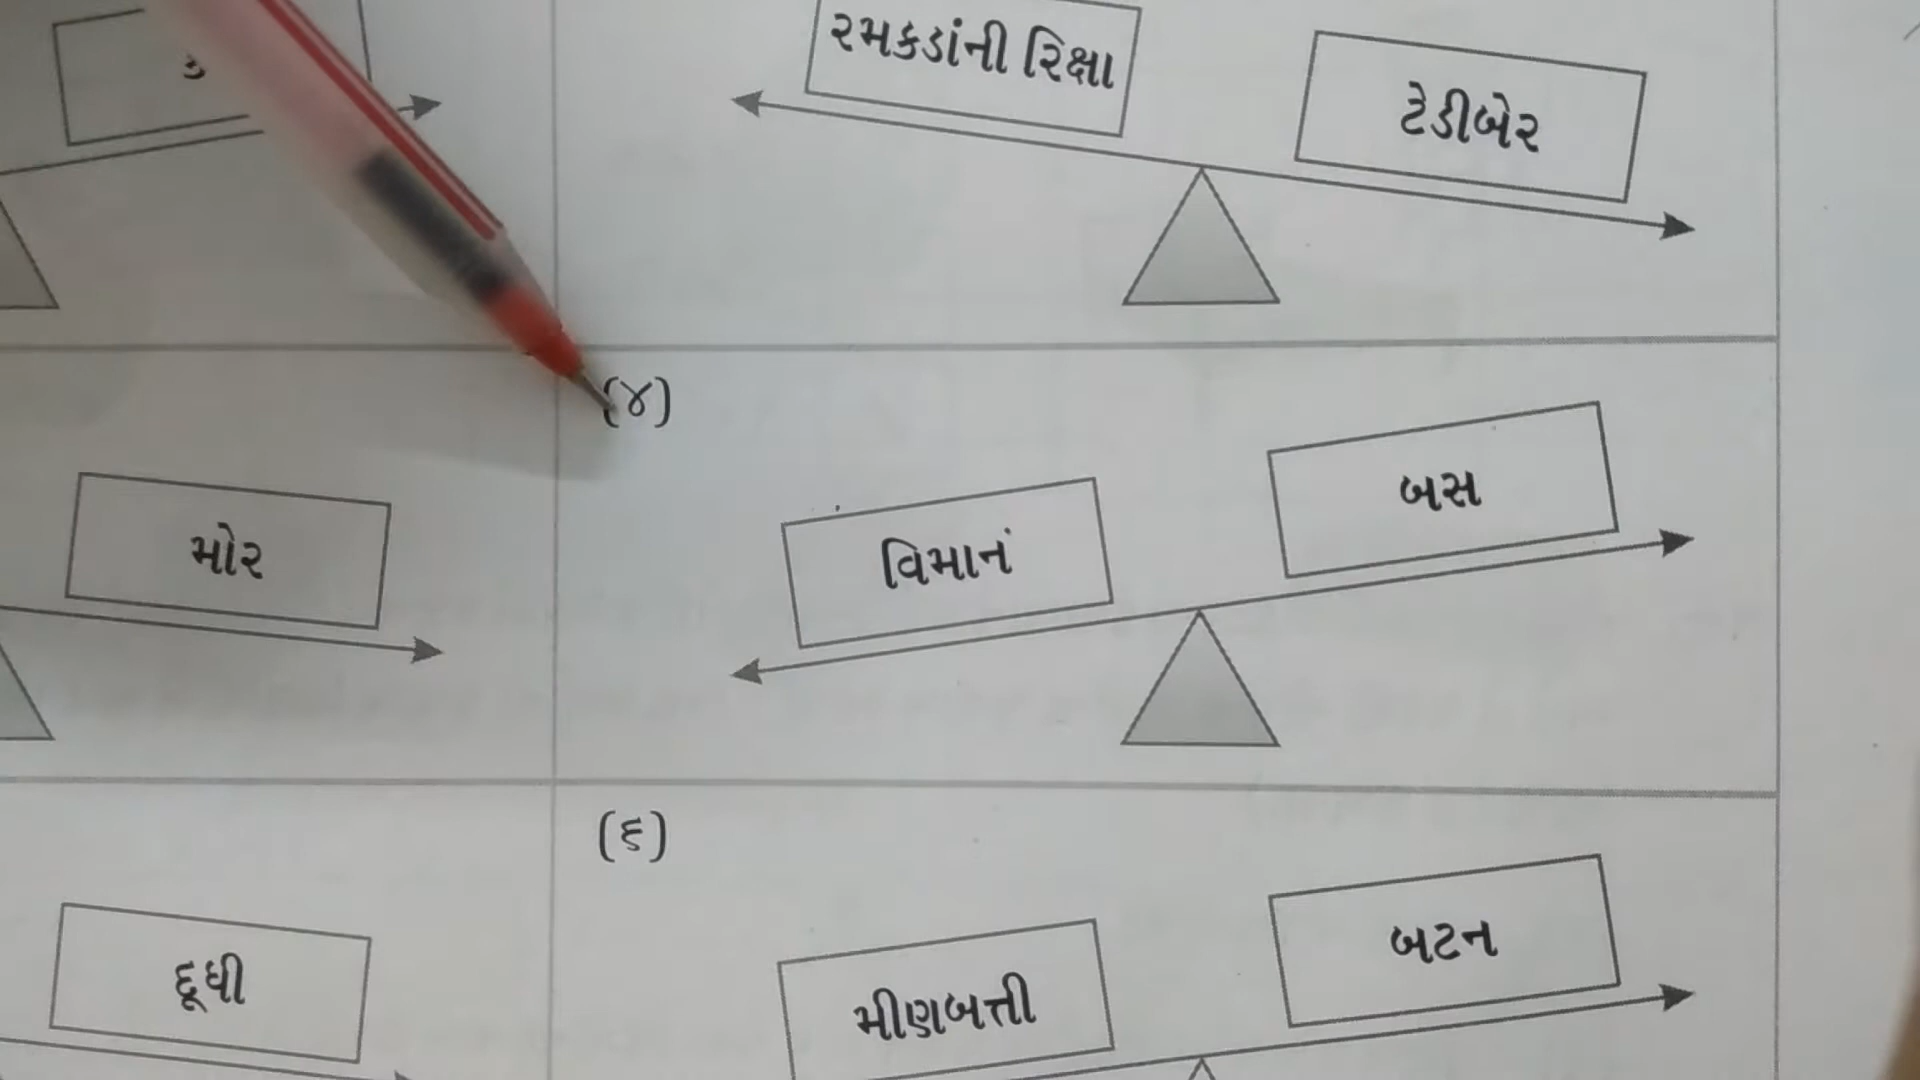 રમકડાંની રિક્ષા
ટેડીબેર
(૪)
મોર
વિમાન
બસ
(૬)
દૂધી
મીણબત્તી
બટન